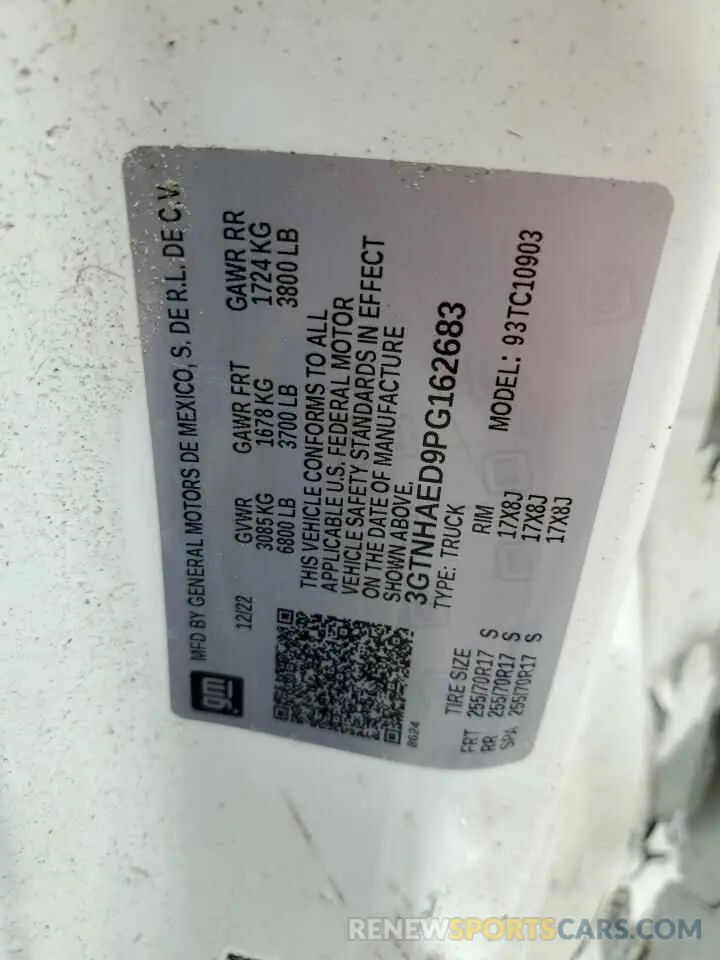 MFD BY GENERAL MOTORS DE MEXICO, S. DE R.L. DE C.V.
gm
12/22
GVWR GAWR FRT GAWR RR
3085 KG 1678 KG 1724 KG
6800 LB 3700 LB 3800 LB
THIS VEHICLE CONFORMS TO ALL
APPLICABLE U.S. FEDERAL MOTOR
VEHICLE SAFETY STANDARDS IN EFFECT
ON THE DATE OF MANUFACTURE
SHOWN ABOVE.
3GTNHAED9PG162683
8624
TYPE: TRUCK MODEL: 93TC10903
TIRE SIZE RIM
FRT 255/70R17 S 17X8J
RR 255/70R17 S 17X8J
SPA 255/70R17 S 17X8J
RENEWSPORTSCARS.COM